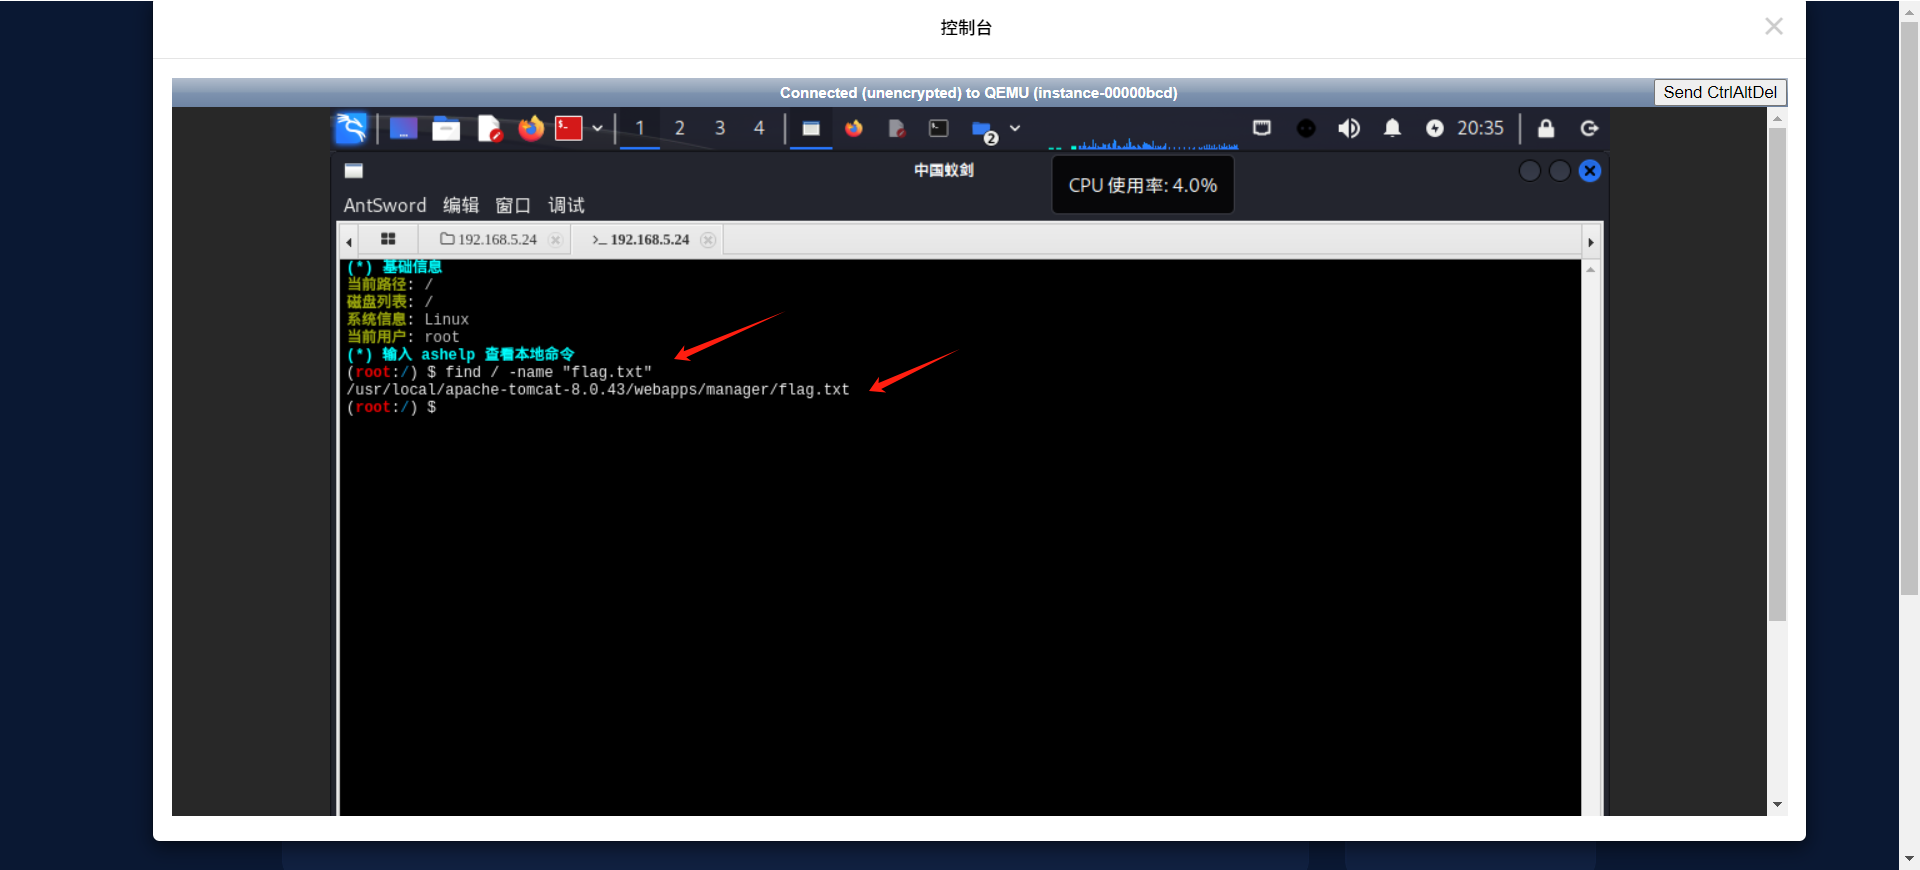 控制台
Connected (unencrypted) to QEMU (instance-00000bcd)
Send CtrlAltDel
1 2 3 4 2 20:35
中国蚁剑
CPU 使用率: 4.0%
AntSword 编辑 窗口 调试
192.168.5.24 >_ 192.168.5.24
(*) 基础信息
当前路径: /
磁盘列表: /
系统信息: Linux
当前用户: root
(*) 输入 ashelp 查看本地命令
(root:/) $ find / -name "flag.txt"
/usr/local/apache-tomcat-8.0.43/webapps/manager/flag.txt
(root:/) $